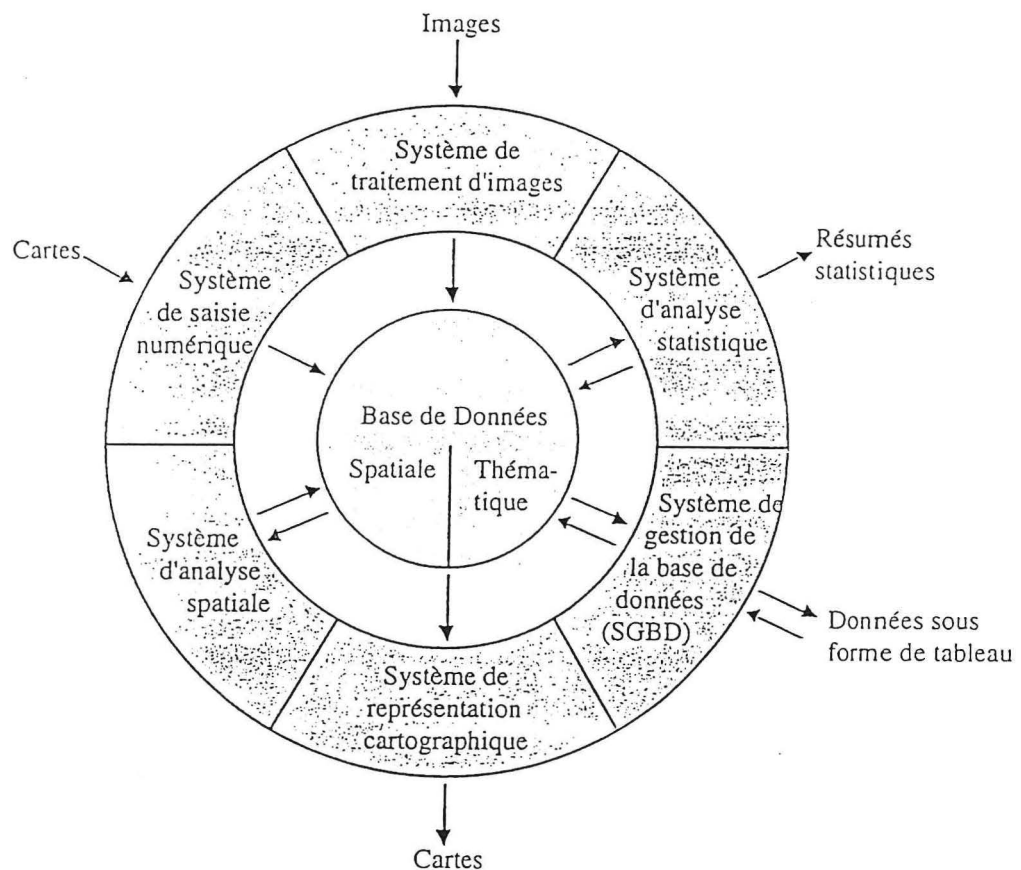 Images
Système de
traitement d'images
Cartes
Système
de saisie
numérique
Système
d'analyse
statistique
Résumés
statistiques
Base de Données
Spatiale
Théma-
tique
Système
d'analyse
spatiale
Système de
gestion de
la base de
données
(SGBD)
Données sous
forme de tableau
Système de
représentation
cartographique
Cartes